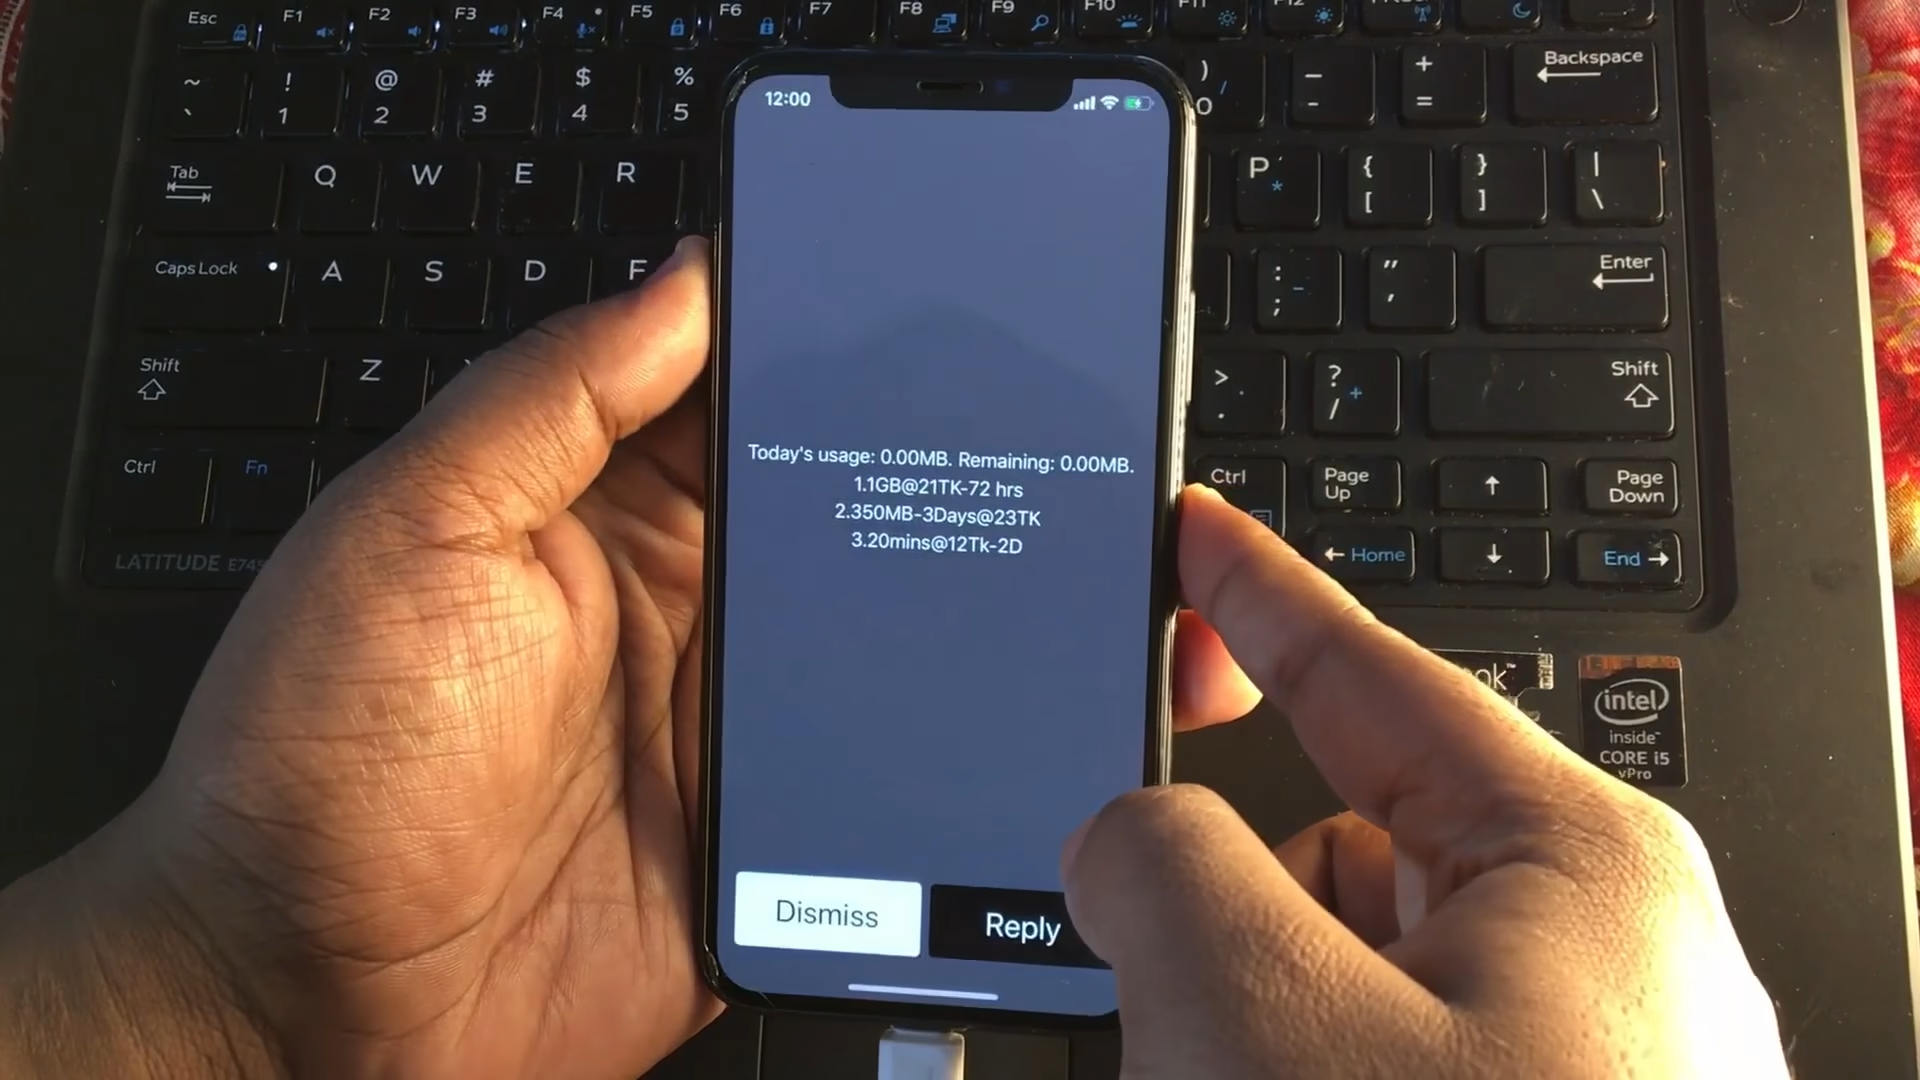 Esc
F1
F2
F3
F4
F5
F6
F7
F8
F9
F10
~
`
!
1
@
2
#
3
$
4
%
5
)
0
/
-
+
=
Backspace
Tab
Q
W
E
R
P
*
{
[
}
]
|
\
Caps Lock
A
S
D
F
:
;
-
"
'
Enter
Shift
Z
>
.
?
/
+
Shift
Ctrl
Fn
Ctrl
Page Up
↑
Page Down
← Home
↓
End →
LATITUDE
12:00
Today's usage: 0.00MB. Remaining: 0.00MB.
1.1GB@21TK-72 hrs
2.350MB-3Days@23TK
3.20mins@12Tk-2D
Dismiss
Reply
intel
inside™
CORE i5
vPro